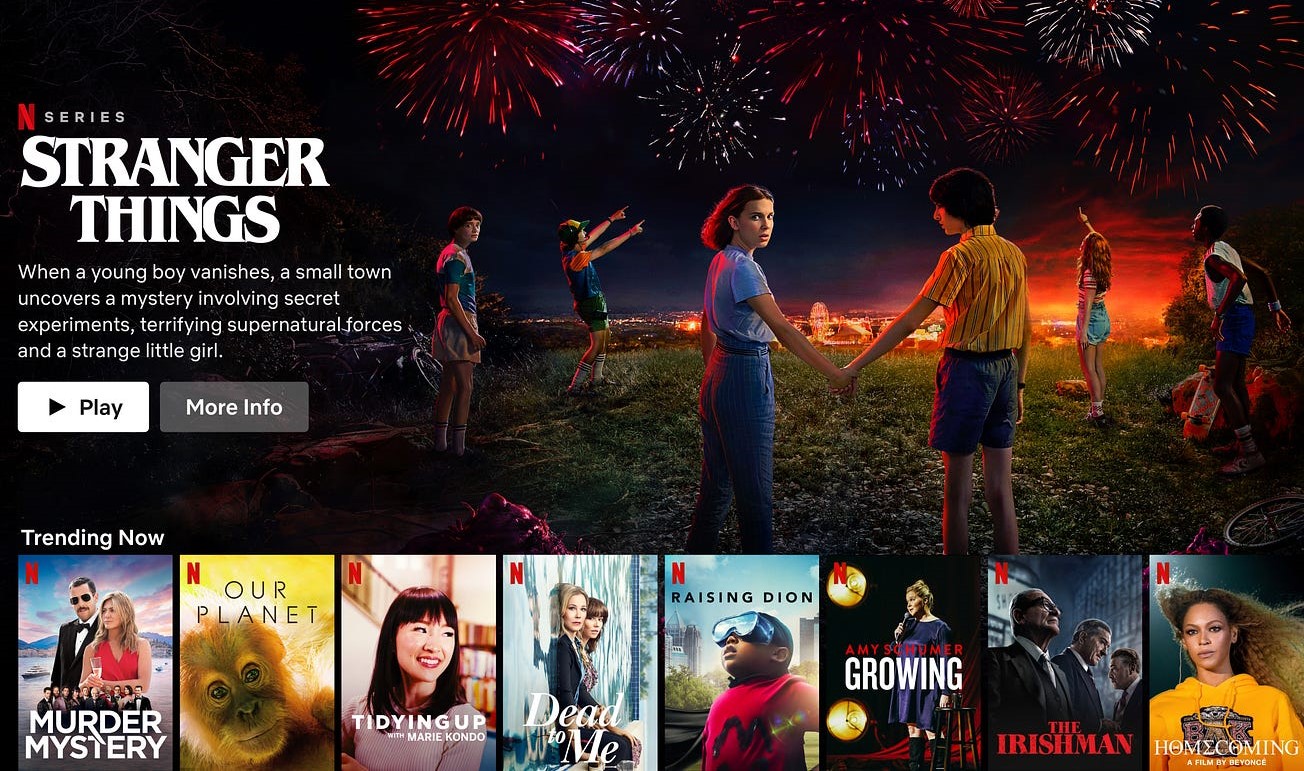 N SERIES
STRANGER
THINGS
When a young boy vanishes, a small town
uncovers a mystery involving secret
experiments, terrifying supernatural forces
and a strange little girl.
Play
More Info
Trending Now
N
MURDER
MYSTERY
N
OUR
PLANET
N
TIDYING UP
WITH MARIE KONDO
N
Dead
to Me
N
RAISING DION
N
AMY SCHUMER
GROWING
N
THE
IRISHMAN
N
HOMΣCOMING
A FILM BY BEYONCÉ